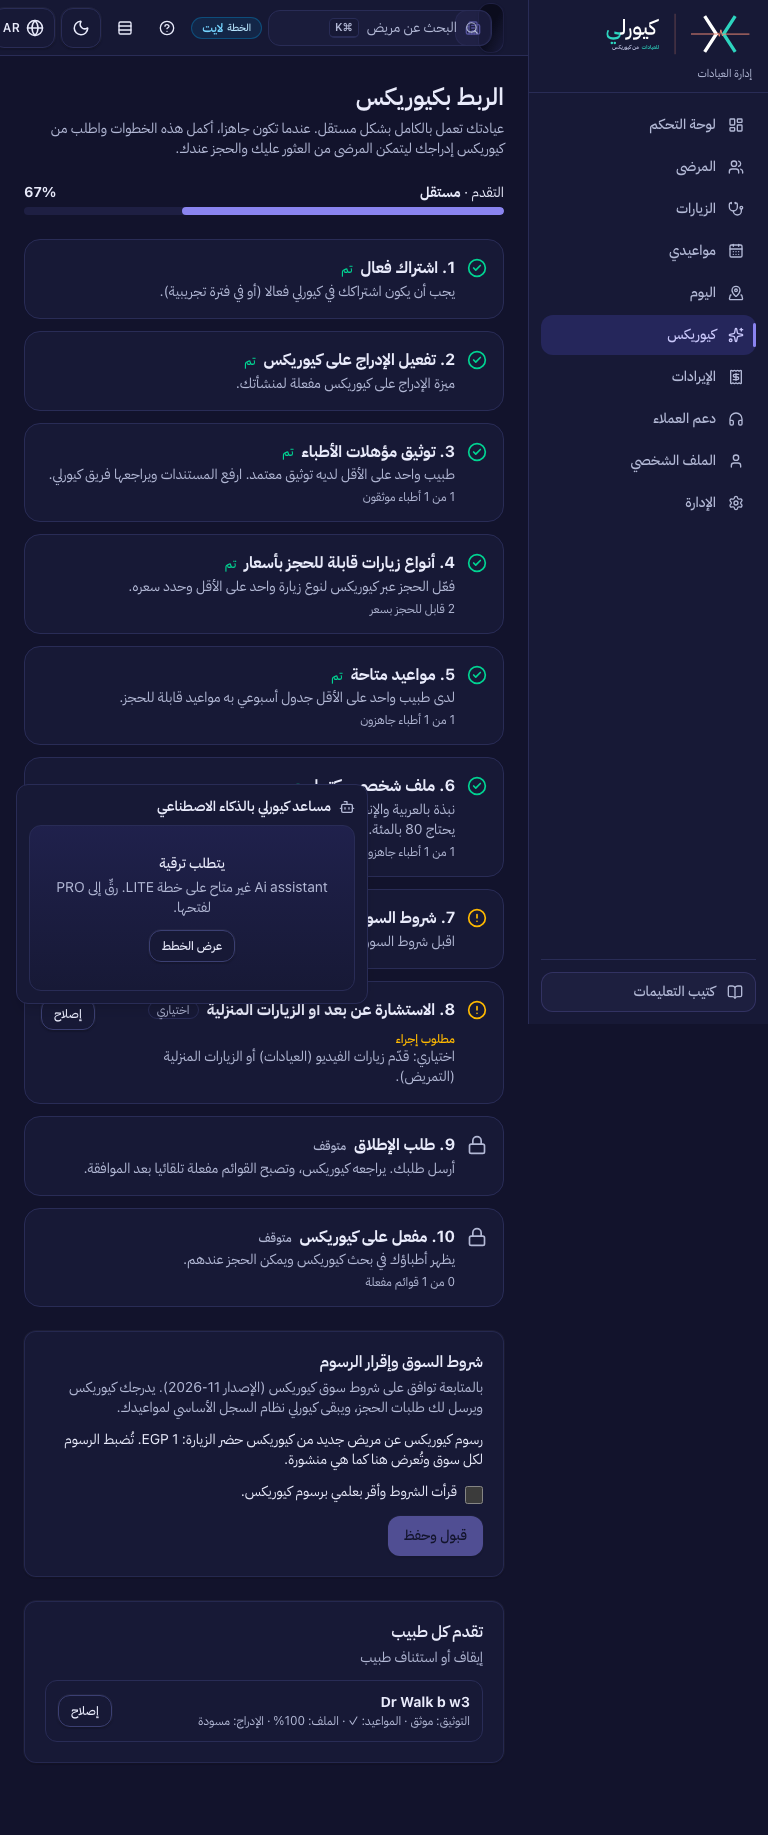 كيورلي
للعيادات من كيوريكس
إدارة العيادات
لوحة التحكم
المرضى
الزيارات
مواعيدي
اليوم
كيوريكس
الإيرادات
دعم العملاء
الملف الشخصي
الإدارة
كتيب التعليمات
البحث عن مريض ⌘K
الخطة لايت
AR
الربط بكيوريكس
عيادتك تعمل بالكامل بشكل مستقل. عندما تكون جاهزا، أكمل هذه الخطوات واطلب من
كيوريكس إدراجك ليتمكن المرضى من العثور عليك والحجز عندك.
التقدم · مستقل
67%
1. اشتراك فعال تم
يجب أن يكون اشتراكك في كيورلي فعالا (أو في فترة تجريبية).
2. تفعيل الإدراج على كيوريكس تم
ميزة الإدراج على كيوريكس مفعلة لمنشأتك.
3. توثيق مؤهلات الأطباء تم
طبيب واحد على الأقل لديه توثيق معتمد. ارفع المستندات ويراجعها فريق كيورلي.
1 من 1 أطباء موثقون
4. أنواع زيارات قابلة للحجز بأسعار تم
فعّل الحجز عبر كيوريكس لنوع زيارة واحد على الأقل وحدد سعره.
2 قابل للحجز بسعر
5. مواعيد متاحة تم
لدى طبيب واحد على الأقل جدول أسبوعي به مواعيد قابلة للحجز.
1 من 1 أطباء جاهزون
6. ملف شخصي
نبذة بالعربية
يحتاج 80 بالمئة.
1 من 1 أطباء جاهزون
مساعد كيورلي بالذكاء الاصطناعي
يتطلب ترقية
Ai assistant غير متاح على خطة LITE. رقِّ إلى PRO
لفتحها.
عرض الخطط
7. شروط السوق
اقبل شروط
8. الاستشارة عن بعد أو الزيارات المنزلية اختياري
إصلاح
مطلوب إجراء
اختياري: قدّم زيارات الفيديو (العيادات) أو الزيارات المنزلية
(التمريض).
9. طلب الإطلاق متوقف
أرسل طلبك. يراجعه كيوريكس، وتصبح القوائم مفعلة تلقائيا بعد الموافقة.
10. مفعل على كيوريكس متوقف
يظهر أطباؤك في بحث كيوريكس ويمكن الحجز عندهم.
0 من 1 قوائم مفعلة
شروط السوق وإقرار الرسوم
بالمتابعة توافق على شروط سوق كيوريكس (الإصدار 11-2026). يدرجك كيوريكس
ويرسل لك طلبات الحجز، ويبقى كيورلي نظام السجل الأساسي لمواعيدك.
رسوم كيوريكس عن مريض جديد من كيوريكس حضر الزيارة: 1 EGP. تُضبط الرسوم
لكل سوق وتُعرض هنا كما هي منشورة.
قرأت الشروط وأقر بعلمي برسوم كيوريكس.
قبول وحفظ
تقدم كل طبيب
إيقاف أو استئناف طبيب
Dr Walk b w3
التوثيق: موثق · المواعيد: ✓ · الملف: 100% · الإدراج: مسودة
إصلاح